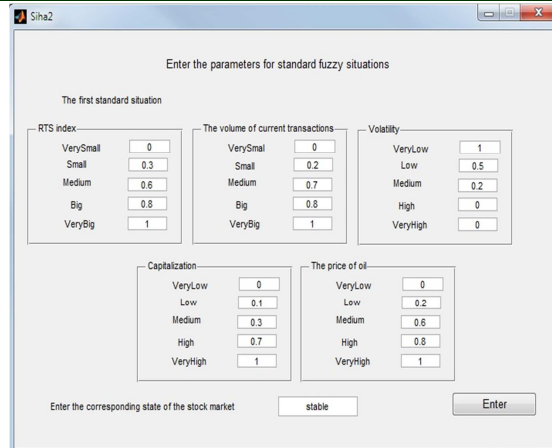 Siha2
Enter the parameters for standard fuzzy situations
The first standard situation
RTS index
VerySmall 0
Small 0.3
Medium 0.6
Big 0.8
VeryBig 1
The volume of current transactions
VerySmal 0
Small 0.2
Medium 0.7
Big 0.8
VeryBig 1
Volatility
VeryLow 1
Low 0.5
Medium 0.2
High 0
VeryHigh 0
Capitalization
VeryLow 0
Low 0.1
Medium 0.3
High 0.7
VeryHigh 1
The price of oil
VeryLow 0
Low 0.2
Medium 0.6
High 0.8
VeryHigh 1
Enter the corresponding state of the stock market stable
Enter